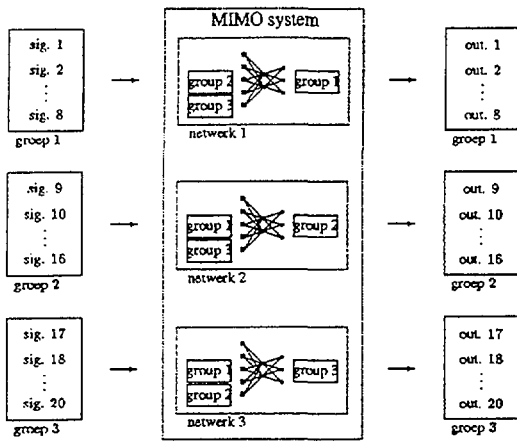 MIMO system
sig. 1
sig. 2
sig. 8
groep 1
group 2
group 3
group 1
netwerk 1
out. 1
out. 2
out. 8
groep 1
sig. 9
sig. 10
sig. 16
groep 2
group 1
group 3
group 2
netwerk 2
out. 9
out. 10
out. 16
groep 2
sig. 17
sig. 18
sig. 20
groep 3
group 1
group 2
group 3
netwerk 3
out. 17
out. 18
out. 20
groep 3